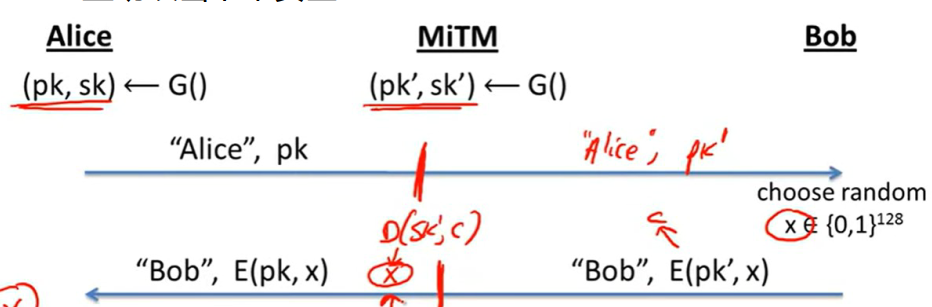 Alice MiTM Bob
(pk, sk) ⟵ G() (pk’, sk’) ⟵ G()
“Alice”, pk "Alice", pk'
choose random
x ∈ {0,1}¹²⁸
D(sk', c) c
“Bob”, E(pk, x) x “Bob”, E(pk’, x)